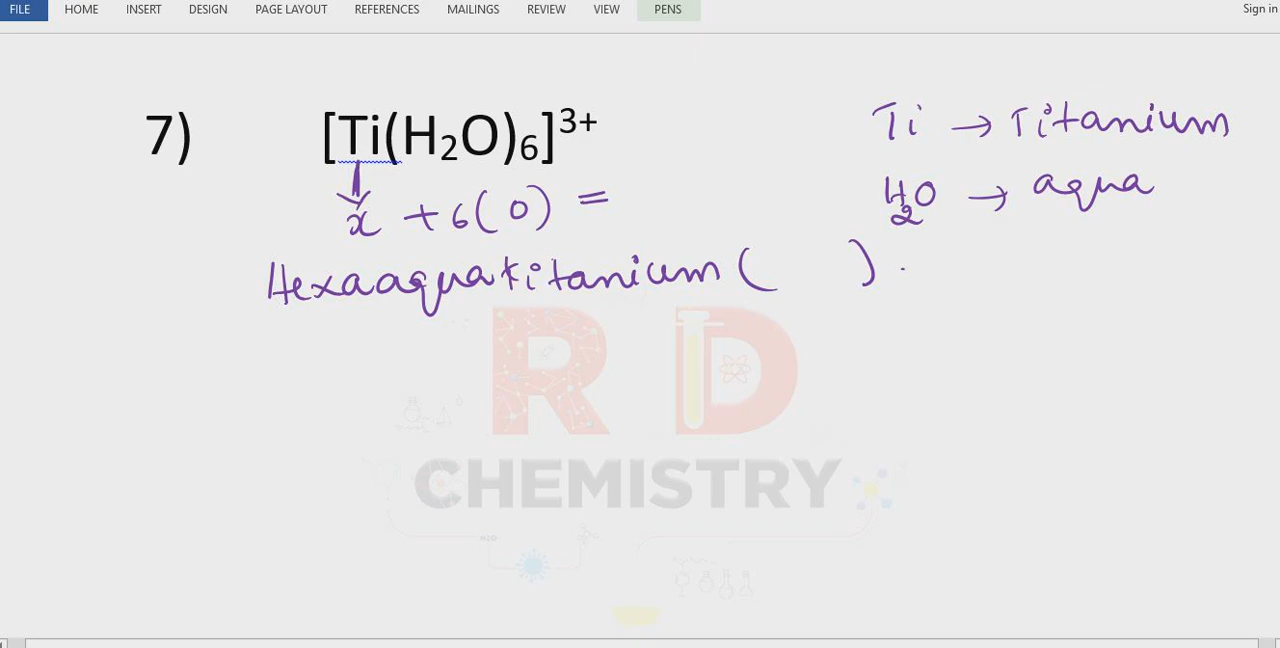 FILE HOME INSERT DESIGN PAGE LAYOUT REFERENCES MAILINGS REVIEW VIEW PENS Sign in
7) [Ti(H₂O)₆]³⁺
Ti → Titanium
H₂O → aqua
x + 6(0) =
Hexaaquatitanium ( ).
R D
CHEMISTRY